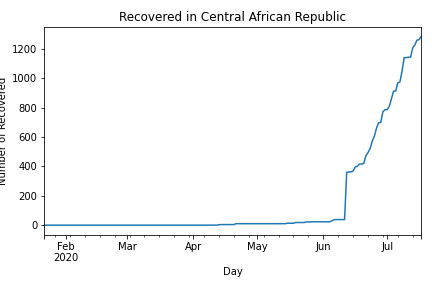 Recovered in Central African Republic
Number of Recovered
1200
1000
800
600
400
200
0
Feb
2020
Mar
Apr
May
Jun
Jul
Day